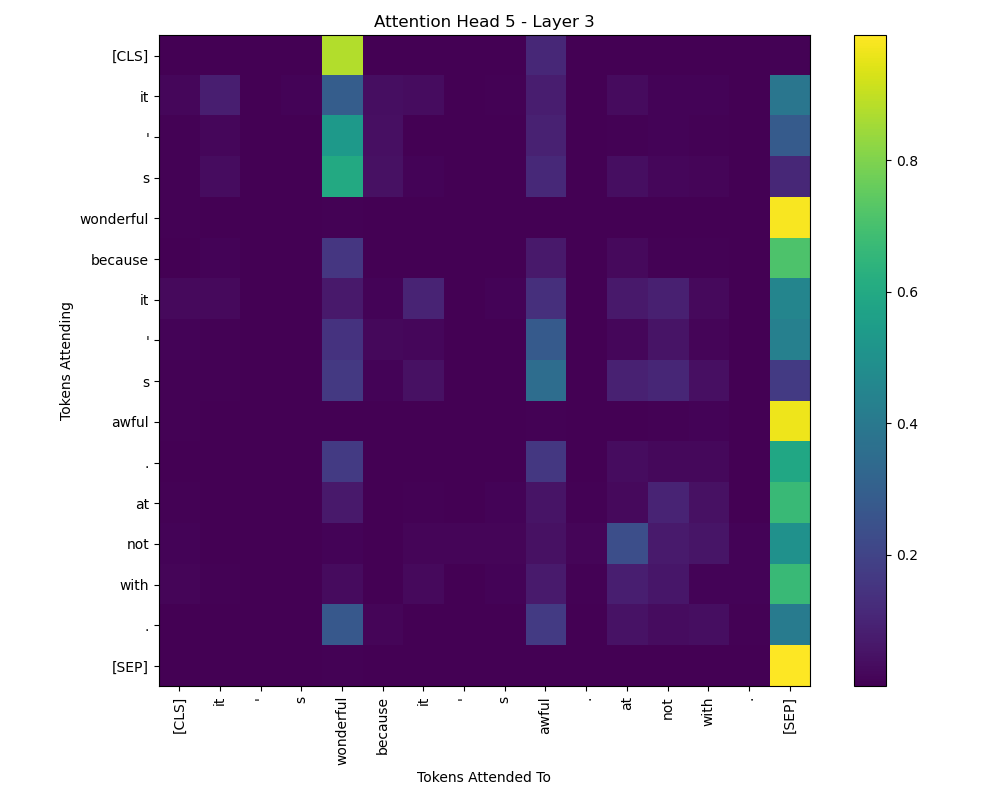 Attention Head 5 - Layer 3
[CLS]
it
'
s
wonderful
because
it
'
s
awful
.
at
not
with
.
[SEP]
Tokens Attending
[CLS]
it
'
s
wonderful
because
it
'
s
awful
.
at
not
with
.
[SEP]
Tokens Attended To
0.8
0.6
0.4
0.2